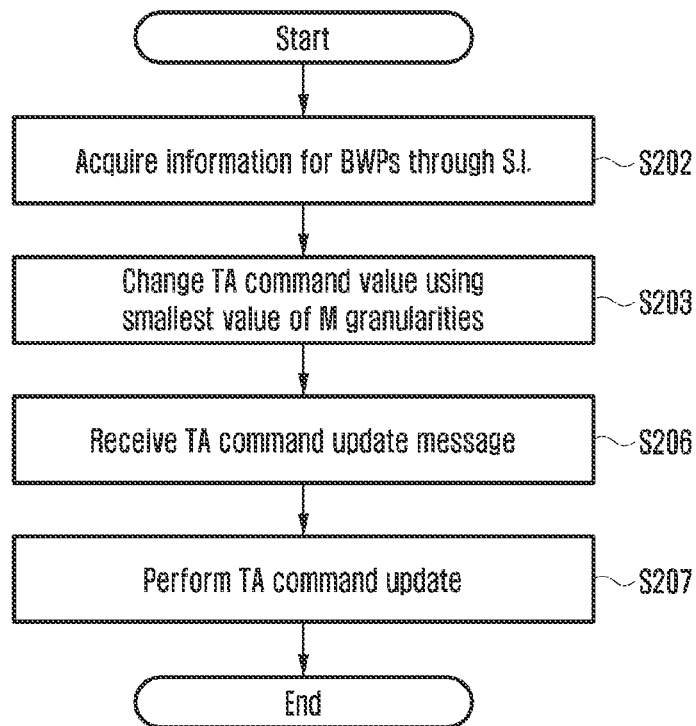 Start
Acquire information for BWPs through S.I.
S202
Change TA command value using
smallest value of M granularities
S203
Receive TA command update message
S206
Perform TA command update
S207
End